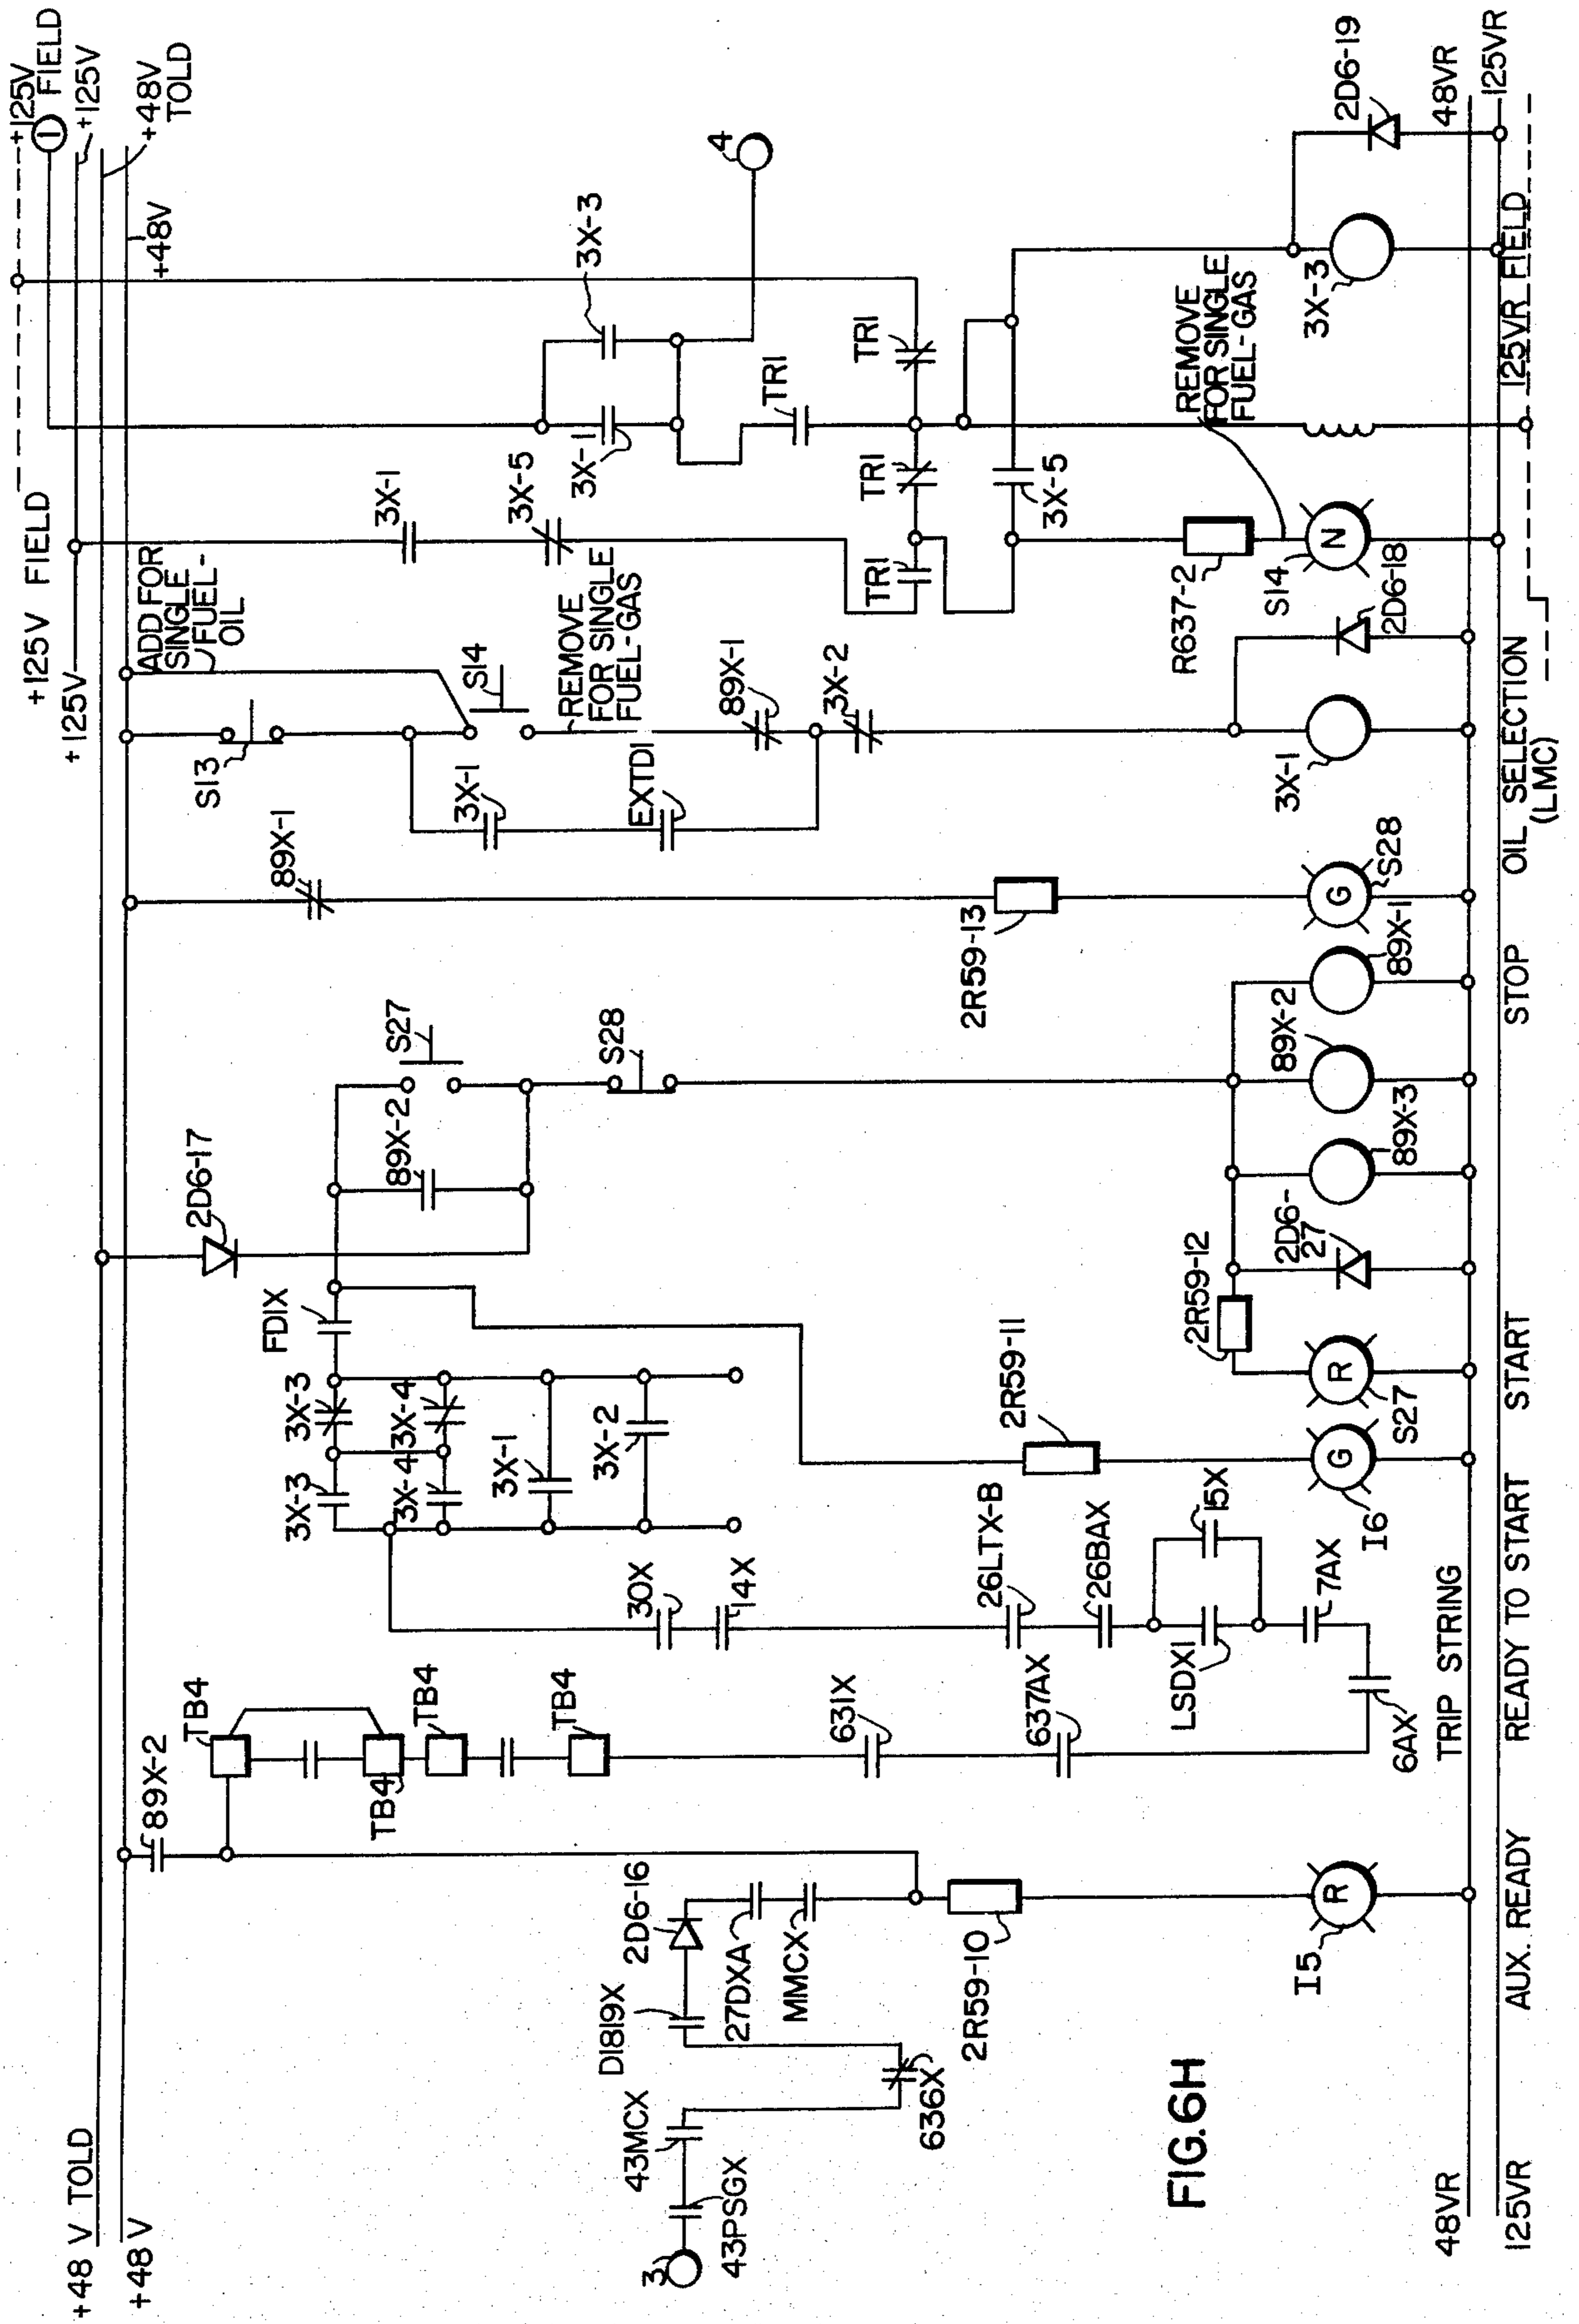 +48 V TOLD
+48 V
+125V FIELD
+125V
+125V
1 FIELD
+125V
+48V
TOLD
+48V
89X-2
TB4
TB4
TB4
TB4
2D6-17
FDIX
3X-3
3X-3
3X-4
3X-4
3X-1
3X-2
89X-2
S27
S28
89X-1
S13
ADD FOR
SINGLE
FUEL-
OIL
S14
REMOVE
FOR SINGLE
FUEL-GAS
3X-1
EXTDI
89X-1
3X-2
3X-1
3X-5
3X-1
3X-3
4
TRI
TRI
TRI
TRI
3X-5
REMOVE
FOR SINGLE
FUEL-GAS
3
43PSGX
43MCX
636X
D1819X
2D6-16
27DXA
MMCX
2R59-10
I5
R
631X
637AX
6AX
30X
14X
26LTX-B
26BAX
LSDX1
15X
7AX
2R59-11
G
I6
2R59-12
R
S27
2D6-
27
89X-3
89X-2
89X-1
2R59-13
G
S28
3X-1
2D6-18
R637-2
N
S14
3X-3
2D6-19
48VR
125VR
48VR
125VR
125VR FIELD
AUX. READY
TRIP STRING
READY TO START
START
STOP
OIL SELECTION
(LMC)
FIG.6H